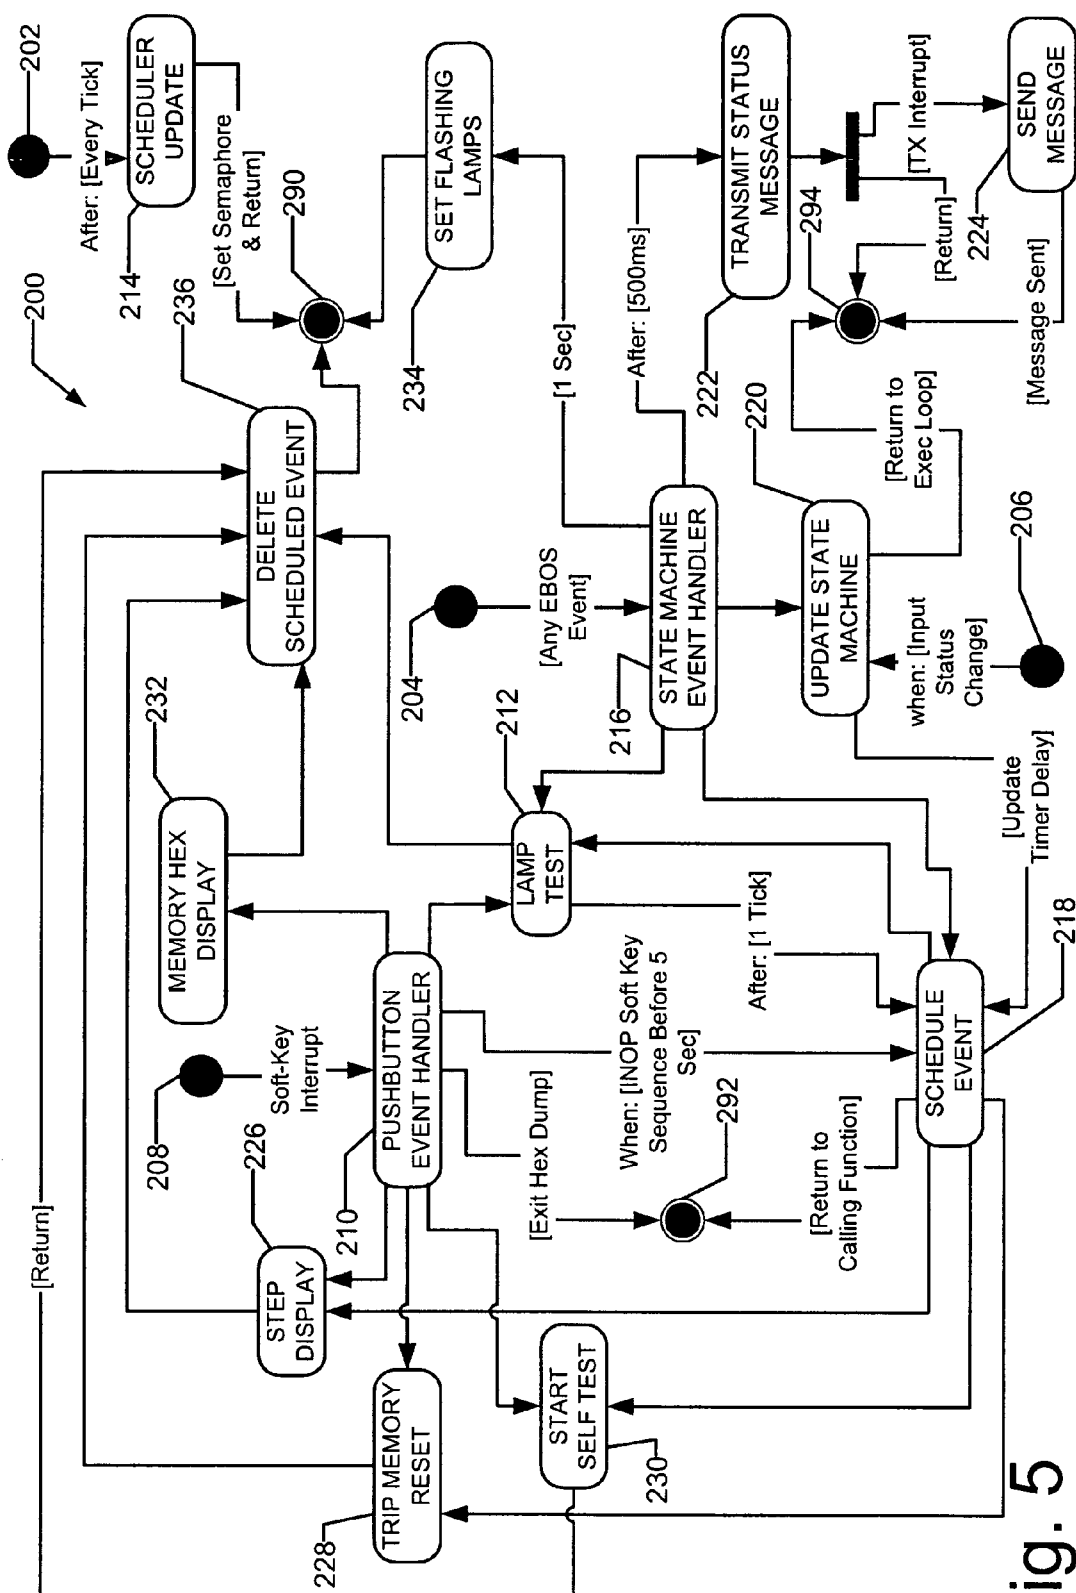 [Return]
200
202
After: [Every Tick]
SCHEDULER
UPDATE
214
[Set Semaphore
& Return]
290
236
DELETE
SCHEDULED EVENT
232
MEMORY HEX
DISPLAY
208
Soft-Key
Interrupt
226
STEP
DISPLAY
228
TRIP MEMORY
RESET
210
PUSHBUTTON
EVENT HANDLER
234
SET FLASHING
LAMPS
204
[Any EBOS
Event]
212
LAMP
TEST
[Exit Hex Dump]
START
SELF TEST
230
[1 Sec]
After: [500ms]
216
STATE MACHINE
EVENT HANDLER
When: [INOP Soft Key
Sequence Before 5
Sec]
292
222
TRANSMIT STATUS
MESSAGE
220
UPDATE STATE
MACHINE
After: [1 Tick]
[Return to
Calling Function]
294
[TX Interrupt]
[Return]
[Return to
Exec Loop]
when: [Input
Status
Change]
206
SCHEDULE
EVENT
218
[Update
Timer Delay]
224
SEND
MESSAGE
[Message Sent]
ig. 5